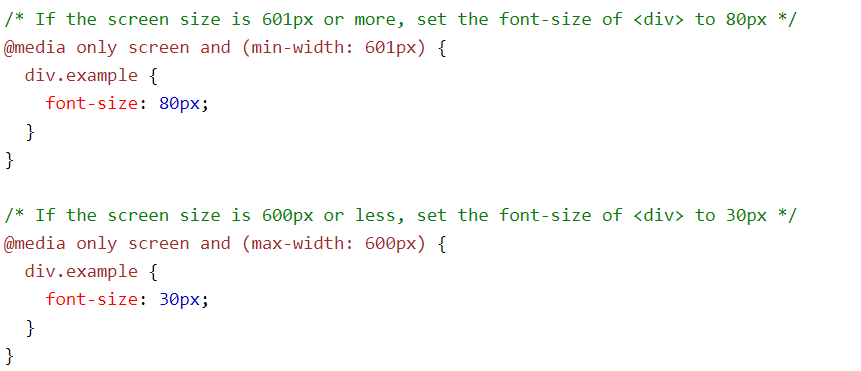 /* If the screen size is 601px or more, set the font-size of <div> to 80px */
@media only screen and (min-width: 601px) {
  div.example {
    font-size: 80px;
  }
}

/* If the screen size is 600px or less, set the font-size of <div> to 30px */
@media only screen and (max-width: 600px) {
  div.example {
    font-size: 30px;
  }
}